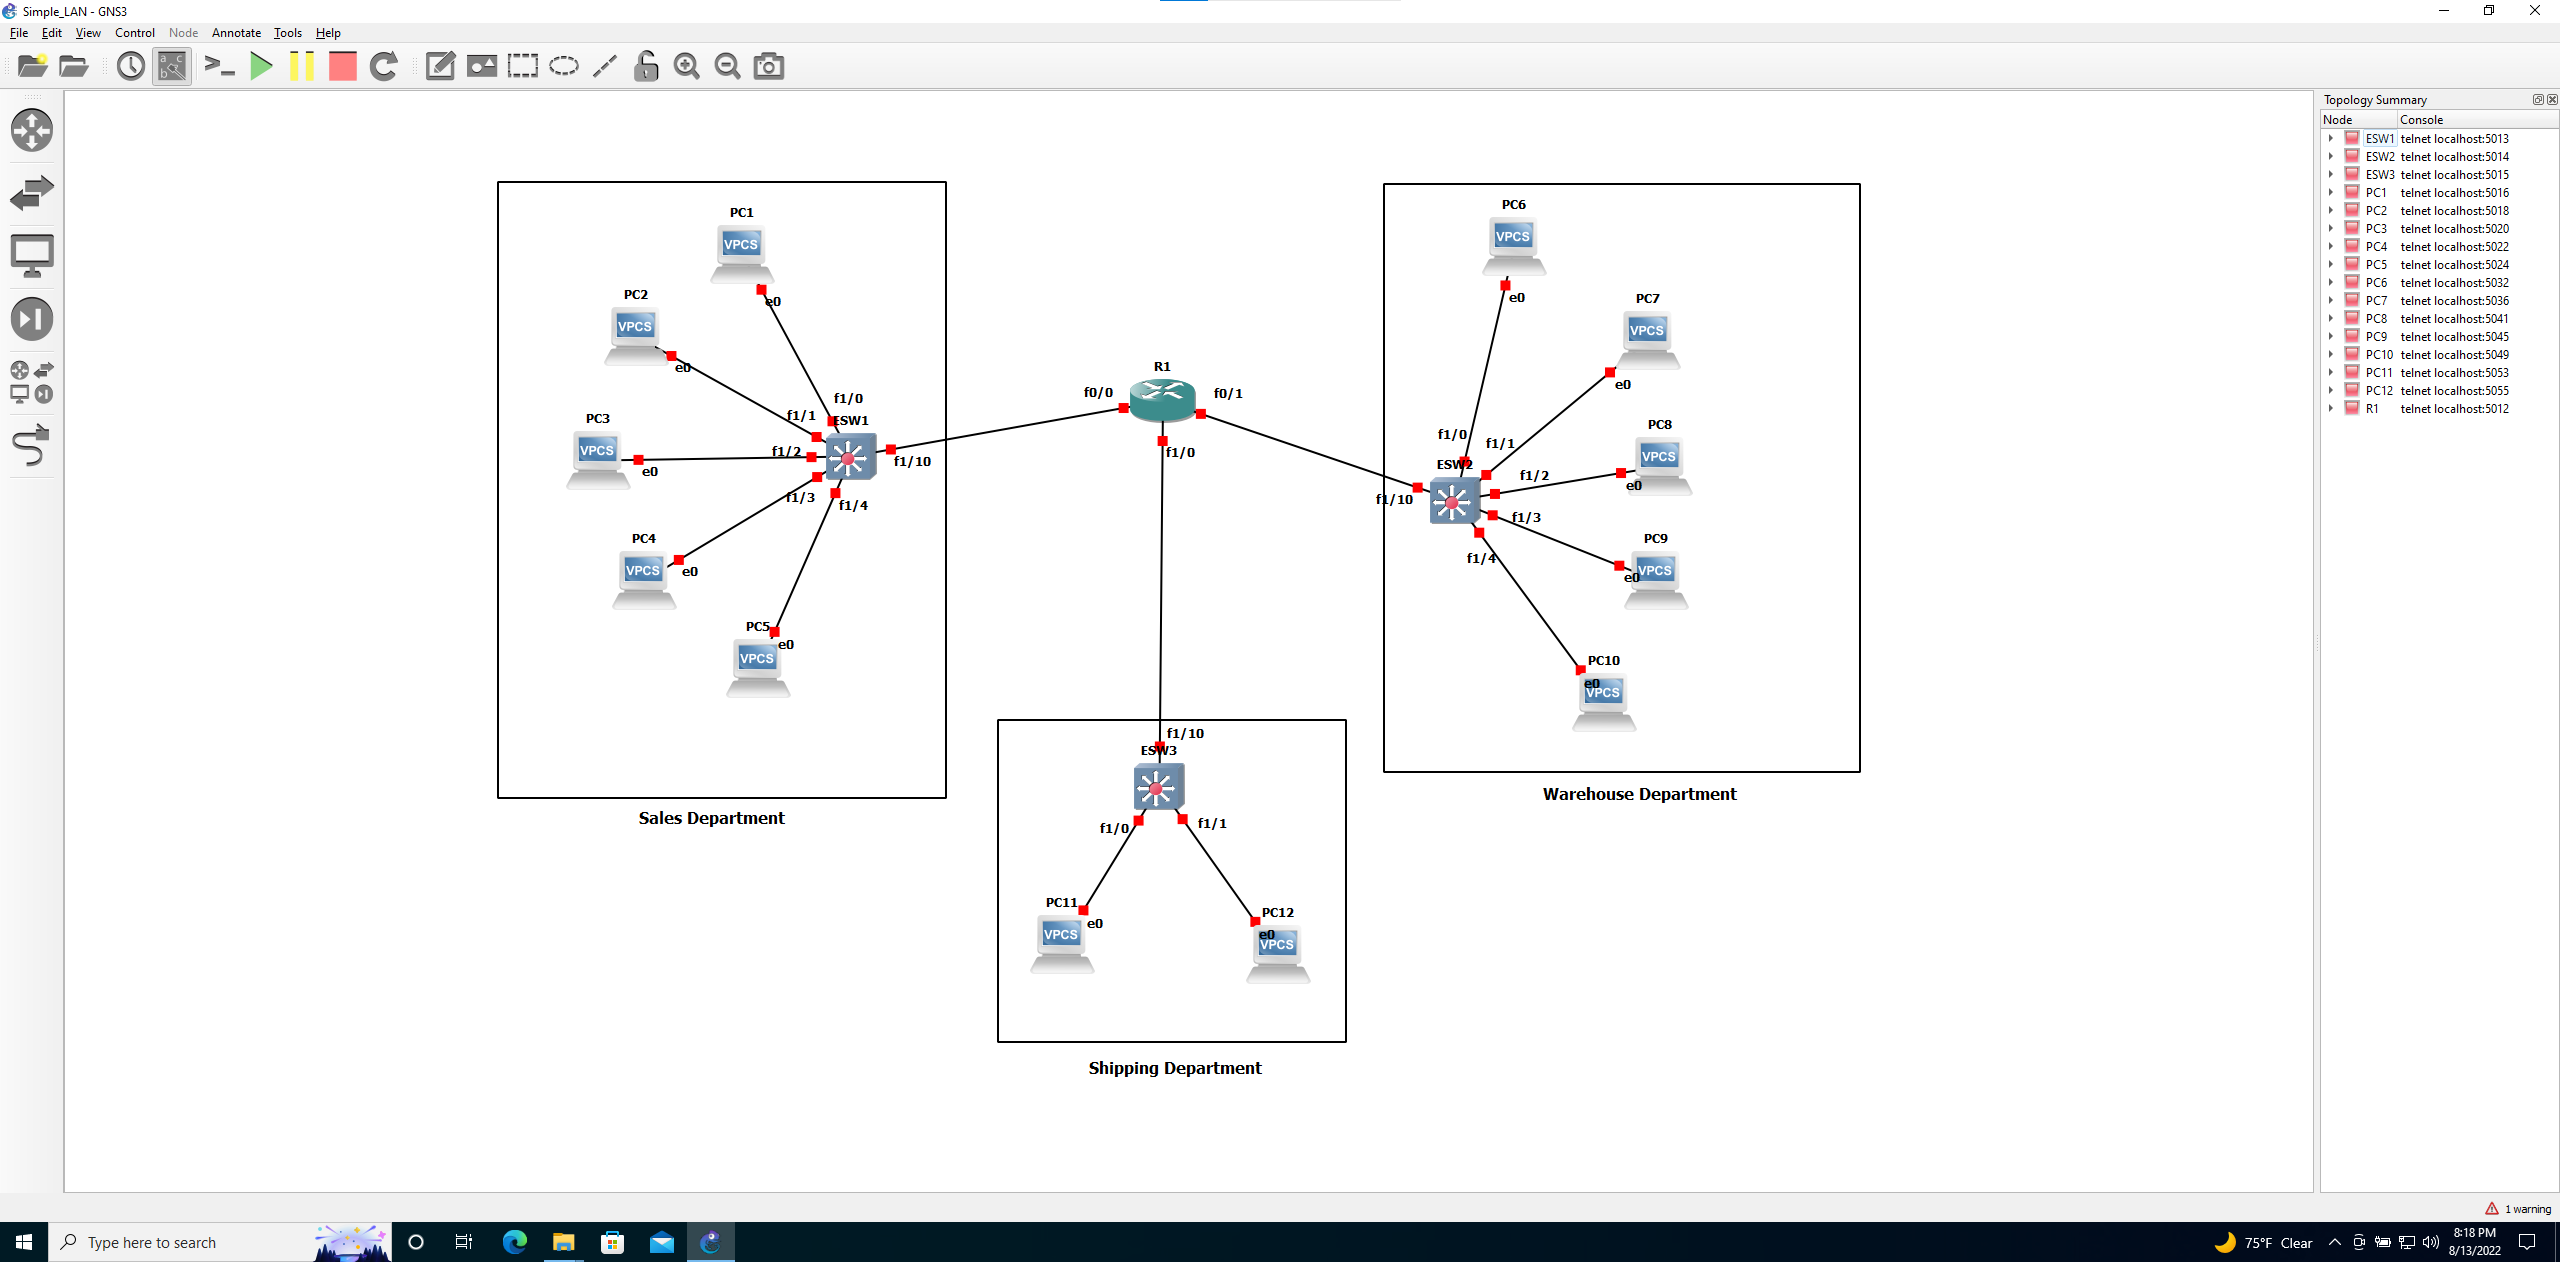 Simple_LAN - GNS3
File Edit View Control Node Annotate Tools Help
Topology Summary
Node Console
ESW1 telnet localhost:5013
ESW2 telnet localhost:5014
ESW3 telnet localhost:5015
PC1 telnet localhost:5016
PC2 telnet localhost:5018
PC3 telnet localhost:5020
PC4 telnet localhost:5022
PC5 telnet localhost:5024
PC6 telnet localhost:5032
PC7 telnet localhost:5036
PC8 telnet localhost:5041
PC9 telnet localhost:5045
PC10 telnet localhost:5049
PC11 telnet localhost:5053
PC12 telnet localhost:5055
R1 telnet localhost:5012
PC1
VPCS
e0
PC2
VPCS
e0
PC3
VPCS
e0
PC4
VPCS
e0
PC5
VPCS
e0
f1/0
f1/1
ESW1
f1/2
f1/10
f1/3
f1/4
Sales Department
R1
f0/0
f0/1
f1/0
PC6
VPCS
e0
PC7
VPCS
e0
PC8
VPCS
e0
PC9
VPCS
e0
PC10
VPCS
e0
f1/0
f1/1
ESW2
f1/2
f1/10
f1/3
f1/4
Warehouse Department
f1/10
ESW3
f1/0
f1/1
PC11
VPCS
e0
PC12
VPCS
e0
Shipping Department
1 warning
Type here to search
75°F Clear
8:18 PM
8/13/2022